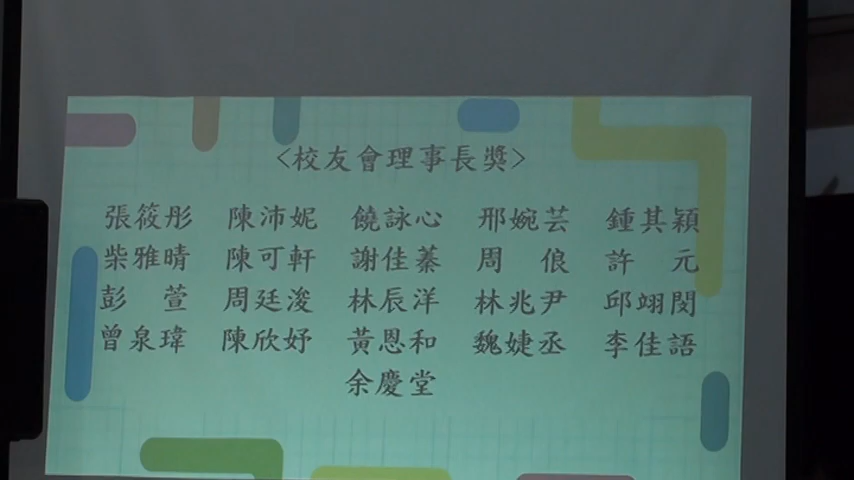 <校友會理事長獎>
張筱彤 陳沛妮 饒詠心 邢婉芸 鍾其穎
柴雅晴 陳可軒 謝佳蓁 周 俍 許 元
彭 萱 周廷浚 林辰洋 林兆尹 邱翊閔
曾泉瑋 陳欣妤 黃恩和 魏婕丞 李佳語
余慶堂